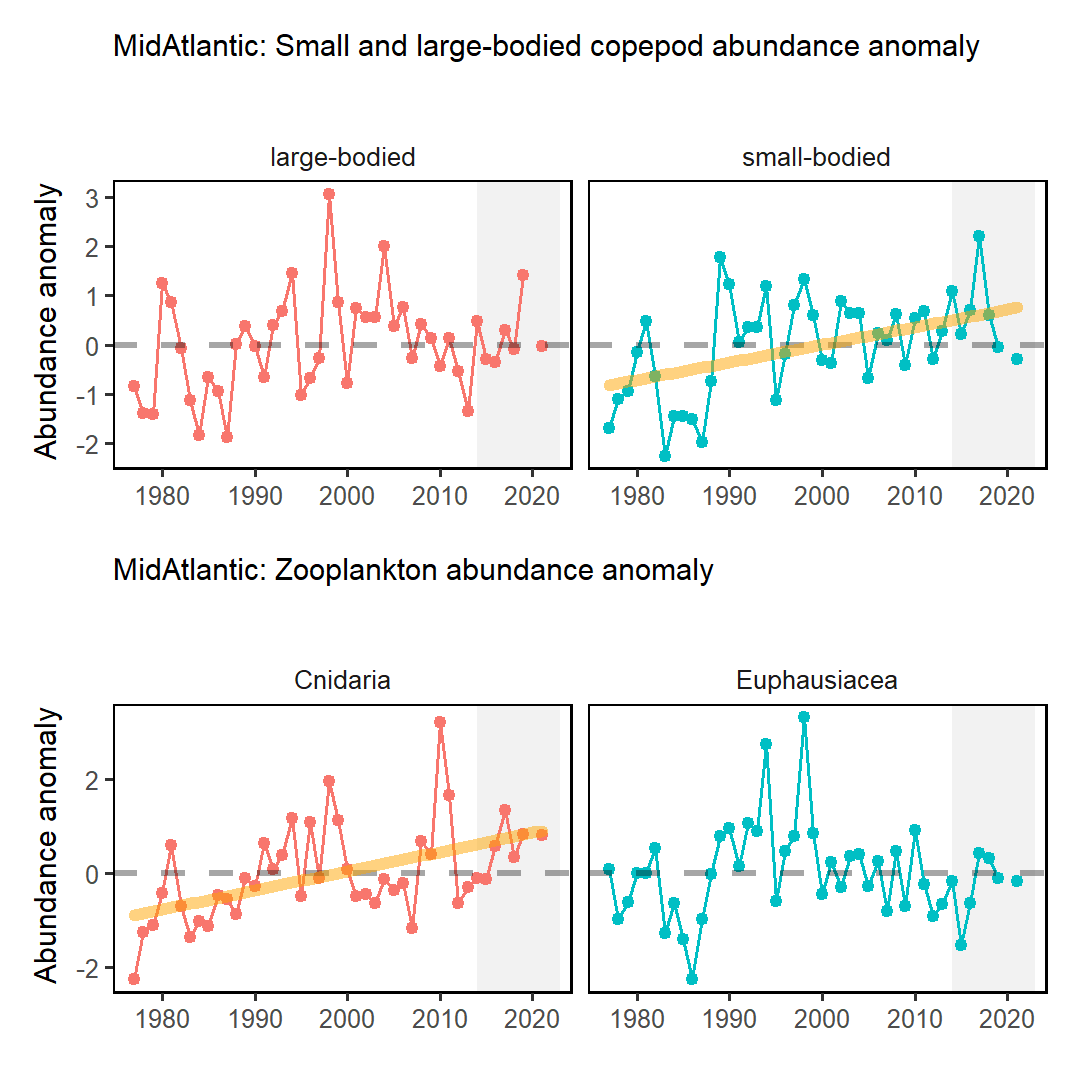 MidAtlantic: Small and large-bodied copepod abundance anomaly
large-bodied
small-bodied
Abundance anomaly
3
2
1
0
-1
-2
1980 1990 2000 2010 2020
1980 1990 2000 2010 2020
MidAtlantic: Zooplankton abundance anomaly
Cnidaria
Euphausiacea
Abundance anomaly
2
0
-2
1980 1990 2000 2010 2020
1980 1990 2000 2010 2020